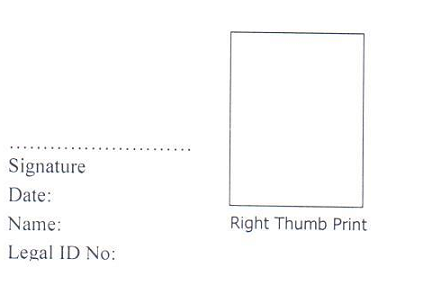 ..............................
Signature
Date:
Name:
Legal ID No:
Right Thumb Print